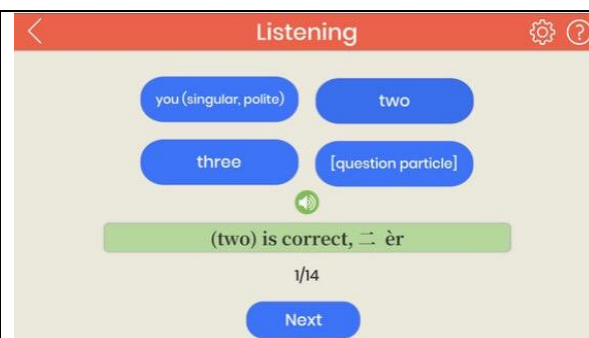 Listening
you (singular, polite)
two
three
[question particle]
(two) is correct, 二 èr
1/14
Next